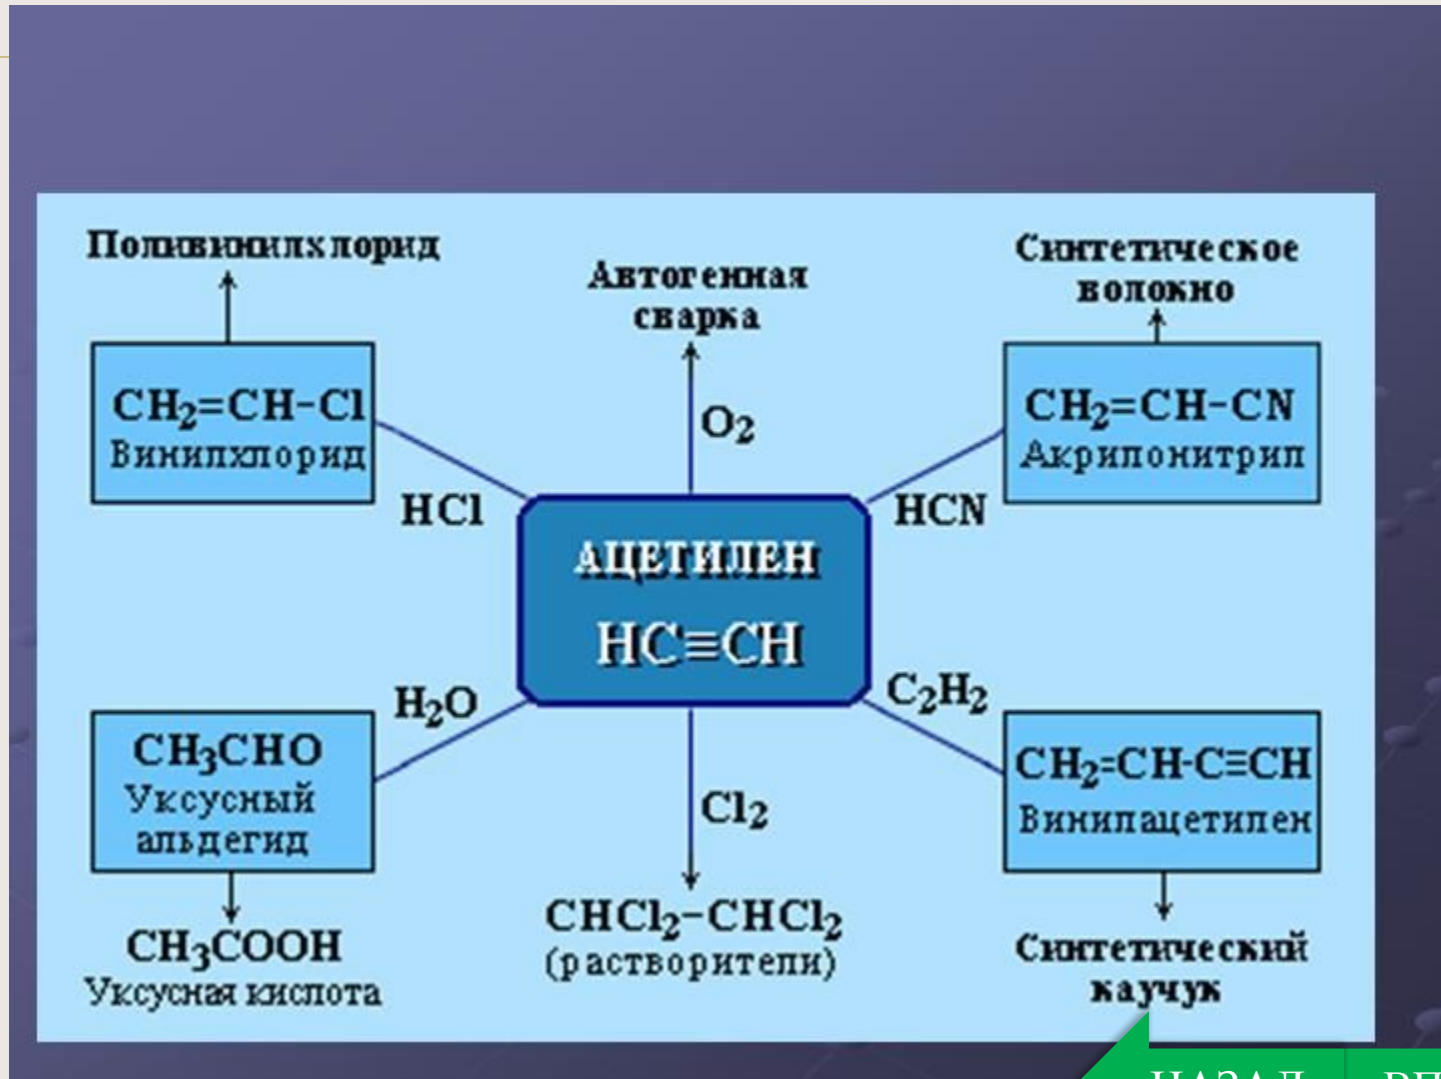 Поливинилхлорид
CH₂=CH-Cl
Винилхлорид
HCl
Автогенная
сварка
O₂
Синтетическое
волокно
CH₂=CH-CN
Акрилонитрил
HCN
АЦЕТИЛЕН
HC≡CH
H₂O
CH₃CHO
Уксусный
альдегид
CH₃COOH
Уксусная кислота
Cl₂
CHCl₂-CHCl₂
(растворители)
C₂H₂
CH₂=CH-C≡CH
Винилацетилен
Синтетический
каучук
НАЗАД